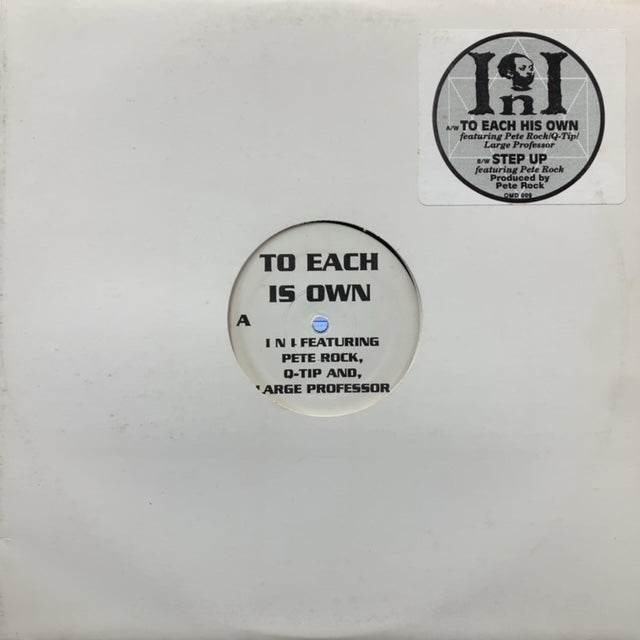 InI
A/W TO EACH HIS OWN
featuring Pete Rock/Q-Tip/
Large Professor
B/W STEP UP
featuring Pete Rock
Produced by
Pete Rock
QMD 009
TO EACH
IS OWN
A
I N I FEATURING
PETE ROCK,
Q-TIP AND,
LARGE PROFESSOR